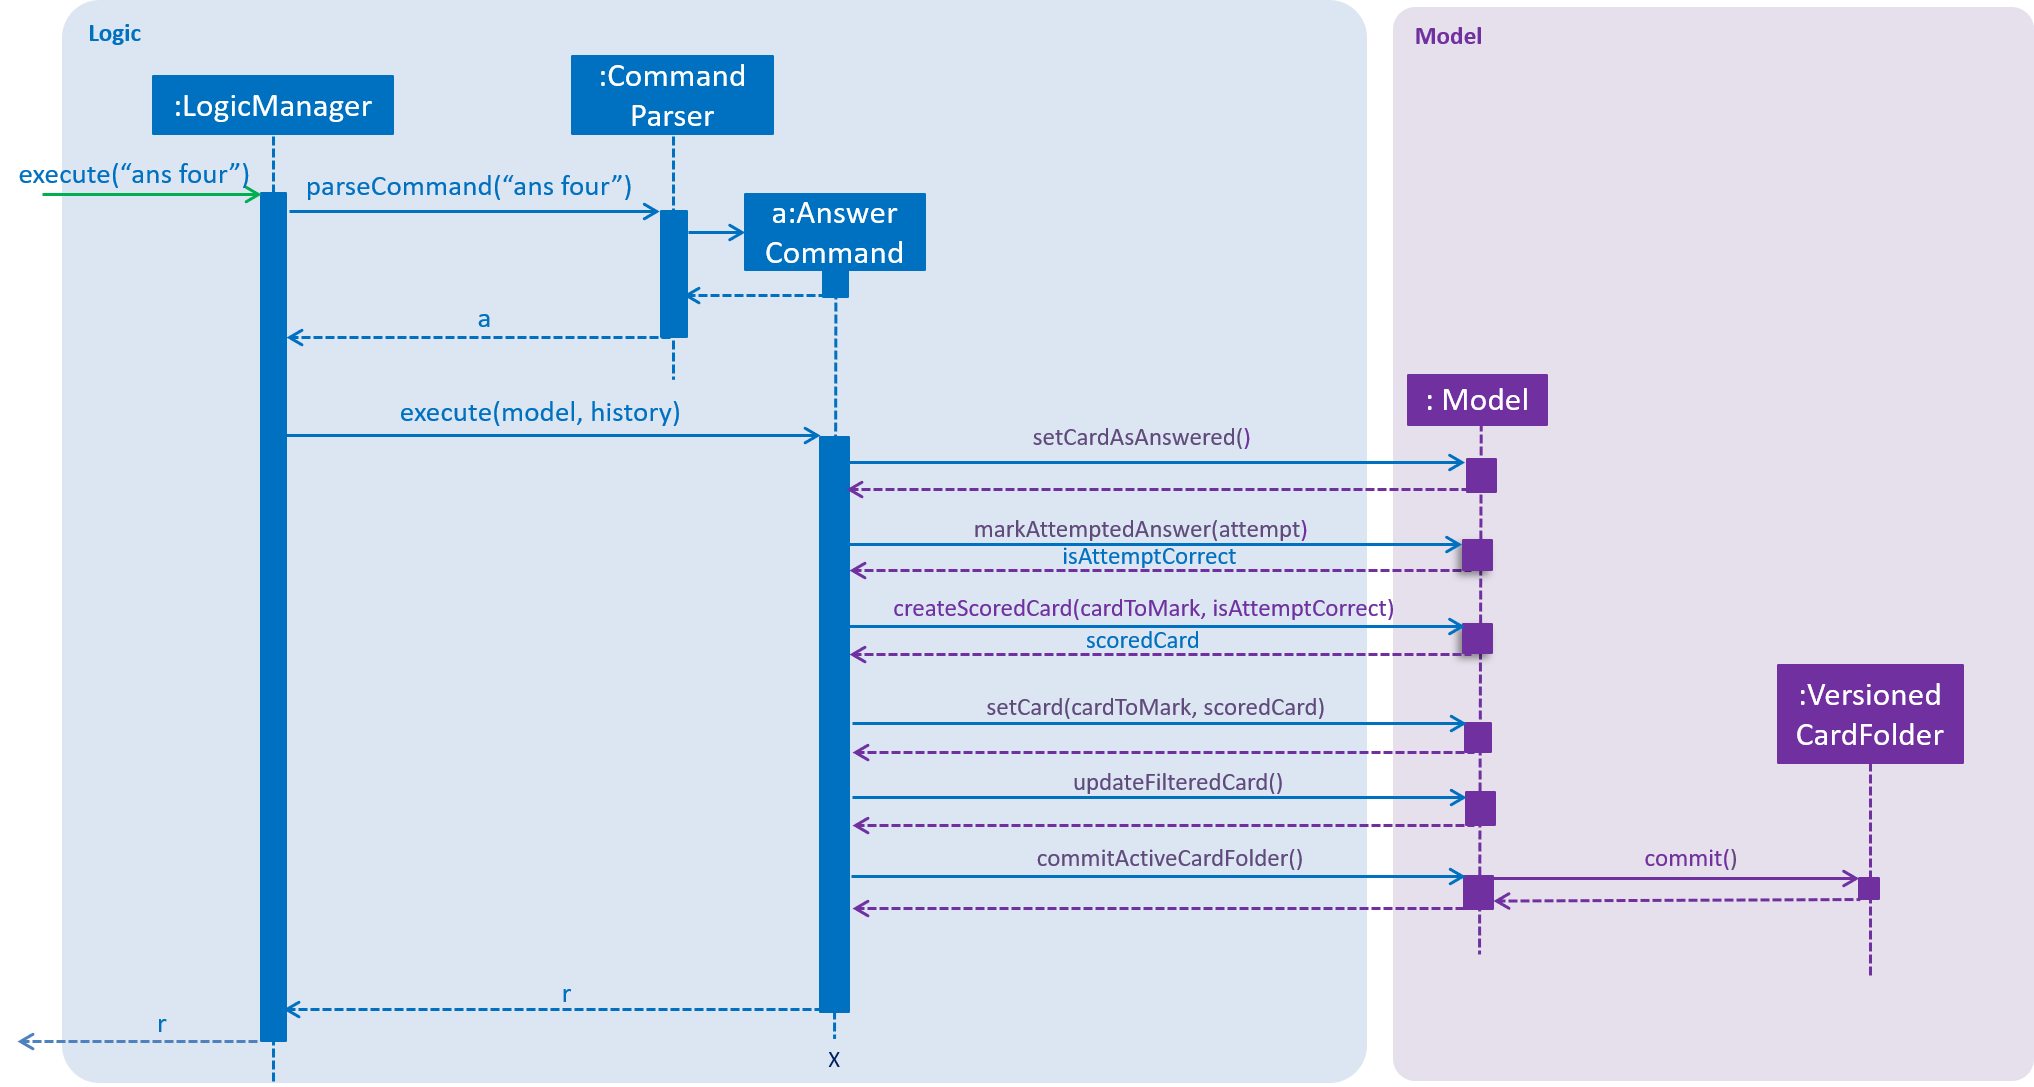 Logic
Model
:LogicManager
:Command
Parser
execute(“ans four”)
parseCommand(“ans four”)
a:Answer
Command
a
execute(model, history)
: Model
setCardAsAnswered()
markAttemptedAnswer(attempt)
isAttemptCorrect
createScoredCard(cardToMark, isAttemptCorrect)
scoredCard
:Versioned
CardFolder
setCard(cardToMark, scoredCard)
updateFilteredCard()
commitActiveCardFolder()
commit()
r
r
X